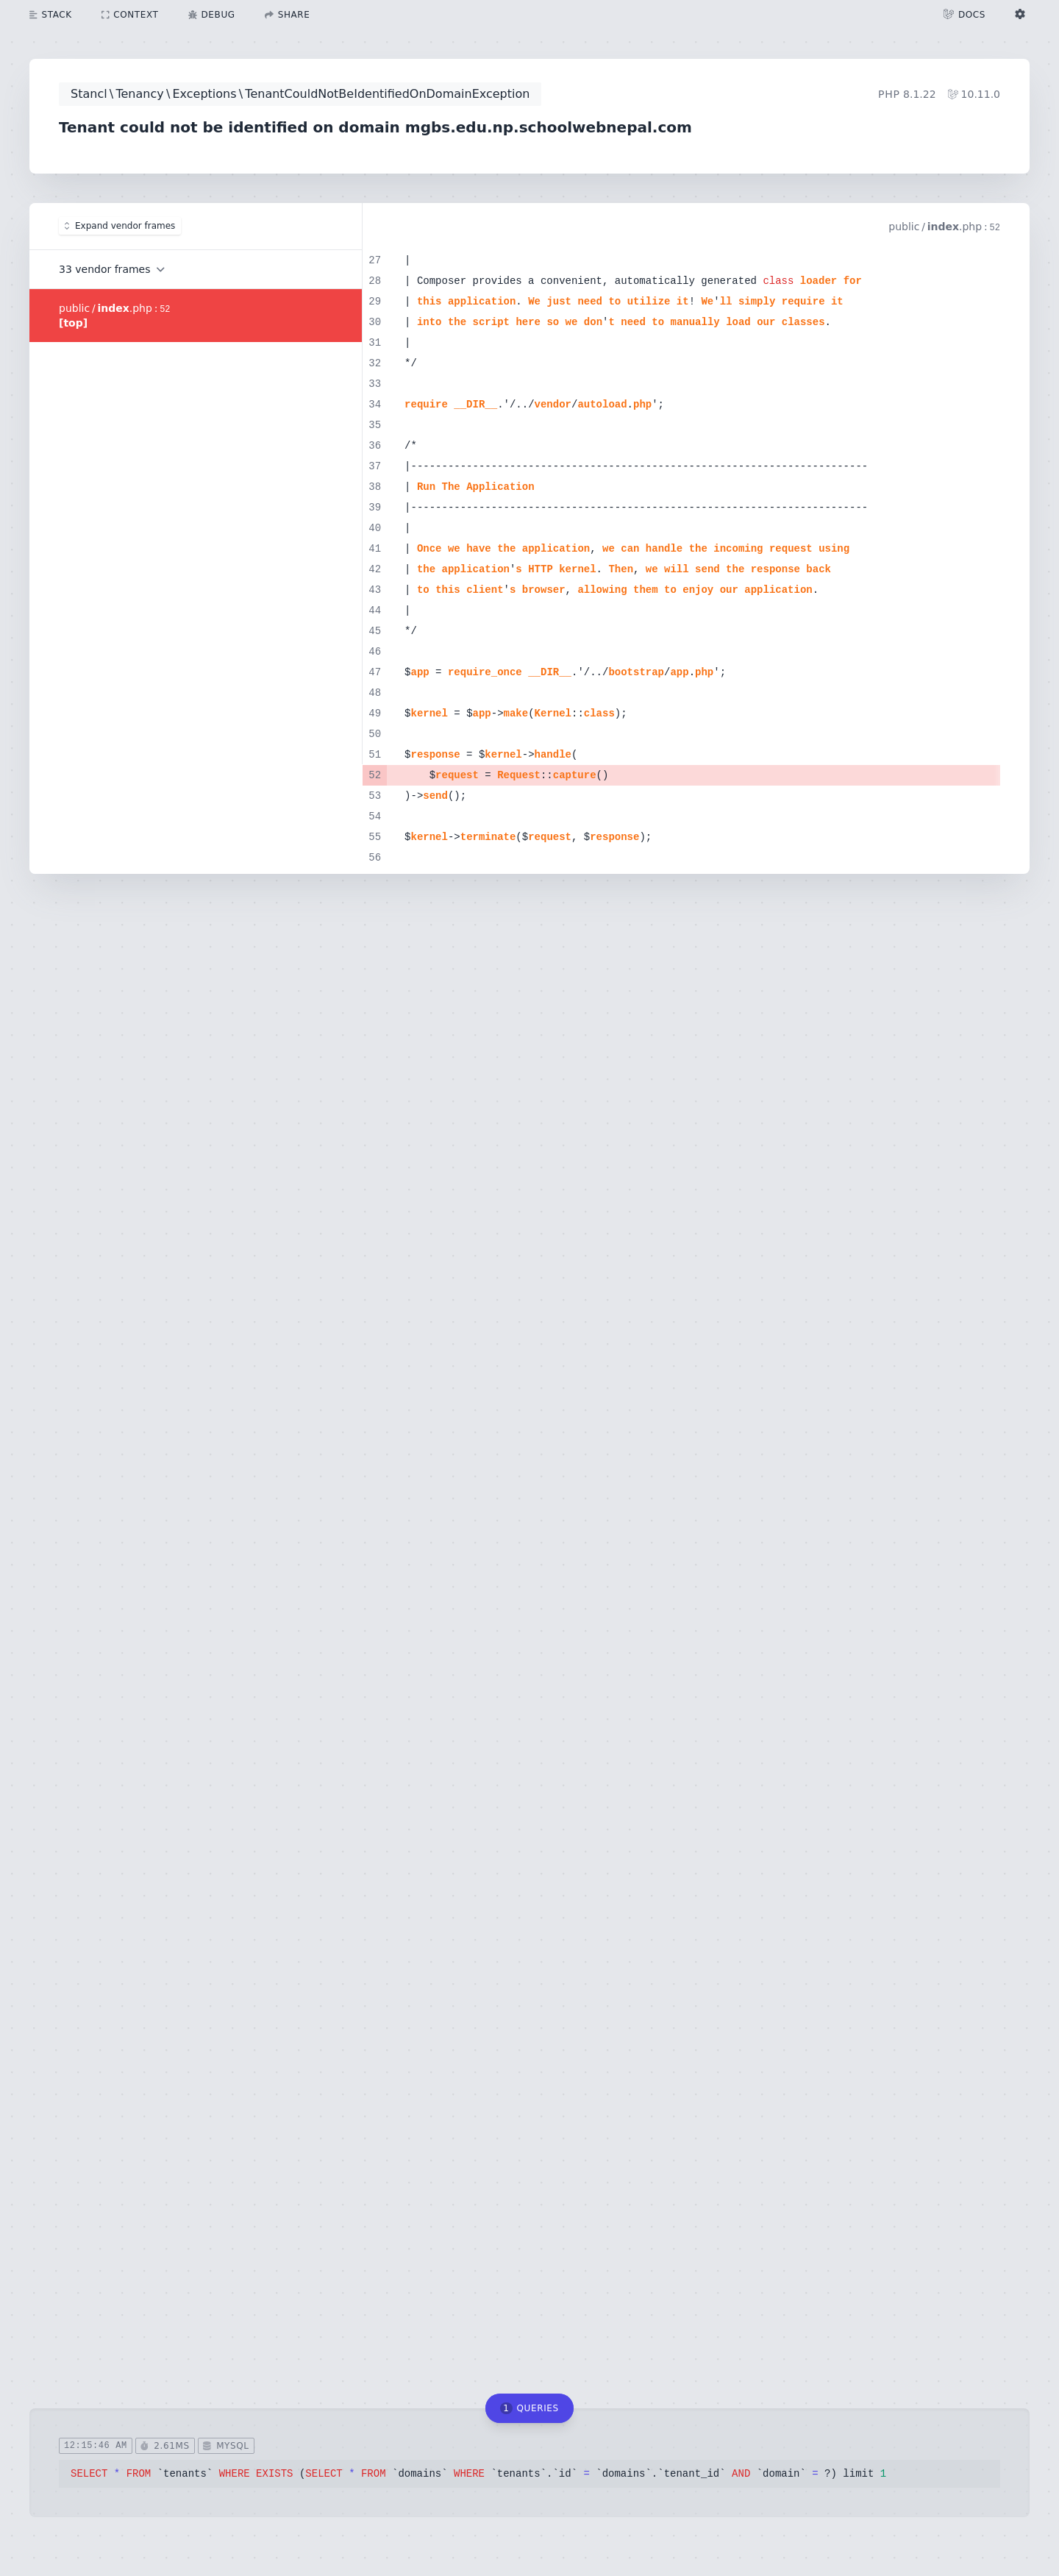 STACK CONTEXT DEBUG SHARE DOCS
Stancl\Tenancy\Exceptions\TenantCouldNotBeIdentifiedOnDomainException
PHP 8.1.22 10.11.0
Tenant could not be identified on domain mgbs.edu.np.schoolwebnepal.com
Expand vendor frames
33 vendor frames
public/index.php:52
[top]
public/index.php:52
27 |
28 | Composer provides a convenient, automatically generated class loader for
29 | this application. We just need to utilize it! We'll simply require it
30 | into the script here so we don't need to manually load our classes.
31 |
32 */
33
34 require __DIR__.'/../vendor/autoload.php';
35
36 /*
37 |--------------------------------------------------------------------------
38 | Run The Application
39 |--------------------------------------------------------------------------
40 |
41 | Once we have the application, we can handle the incoming request using
42 | the application's HTTP kernel. Then, we will send the response back
43 | to this client's browser, allowing them to enjoy our application.
44 |
45 */
46
47 $app = require_once __DIR__.'/../bootstrap/app.php';
48
49 $kernel = $app->make(Kernel::class);
50
51 $response = $kernel->handle(
52     $request = Request::capture()
53 )->send();
54
55 $kernel->terminate($request, $response);
56
1 QUERIES
12:15:46 AM 2.61MS MYSQL
SELECT * FROM `tenants` WHERE EXISTS (SELECT * FROM `domains` WHERE `tenants`.`id` = `domains`.`tenant_id` AND `domain` = ?) limit 1